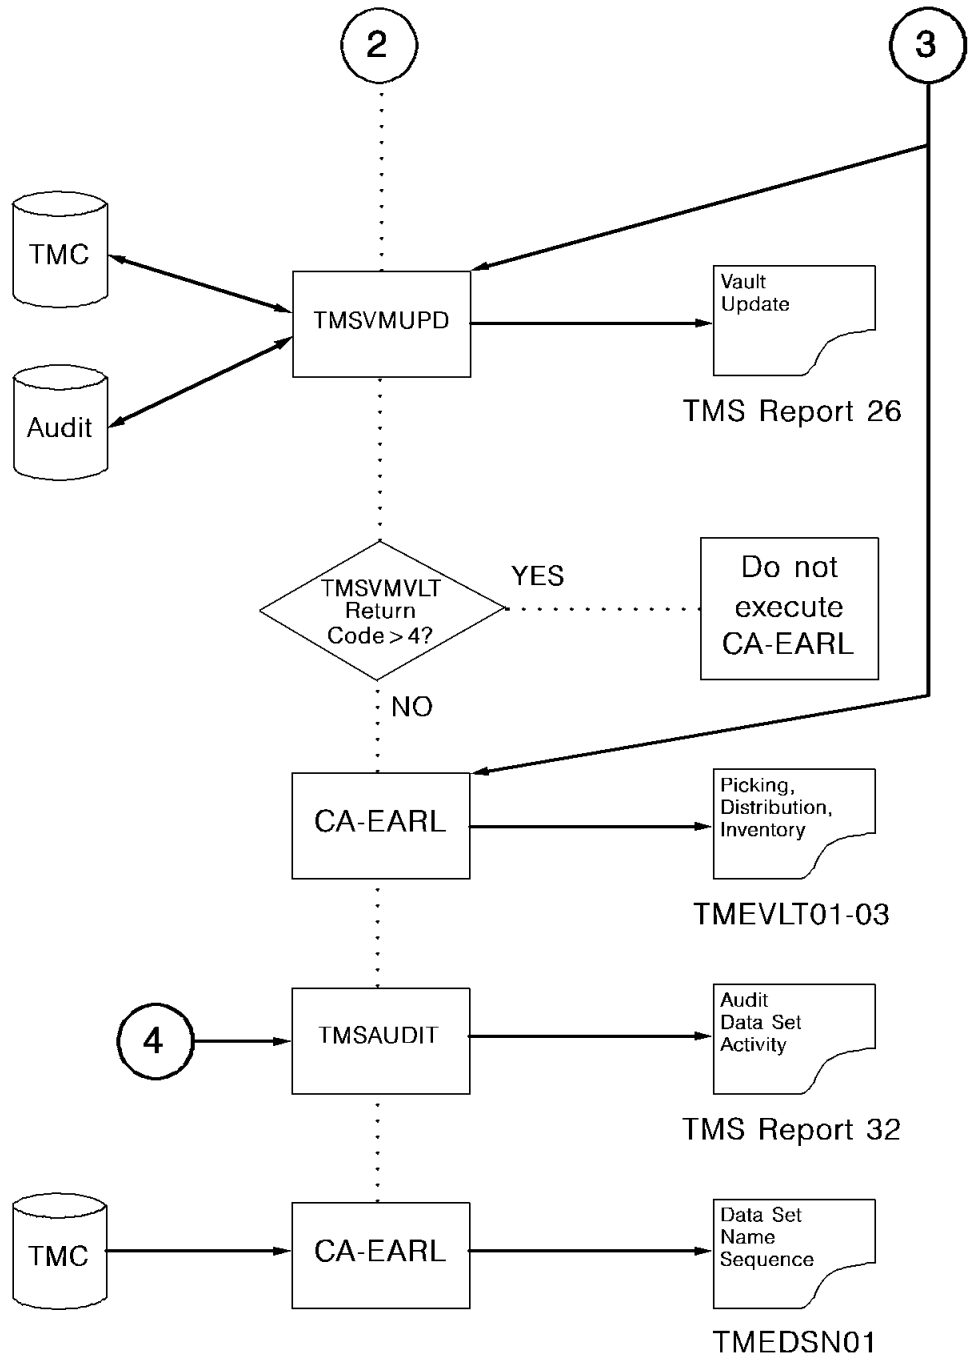 2
3
TMC
TMSVMUPD
Vault
Update
TMS Report 26
Audit
TMSVMVLT
Return
Code > 4?
YES
Do not
execute
CA-EARL
NO
CA-EARL
Picking,
Distribution,
Inventory
TMEVLT01-03
4
TMSAUDIT
Audit
Data Set
Activity
TMS Report 32
TMC
CA-EARL
Data Set
Name
Sequence
TMEDSN01